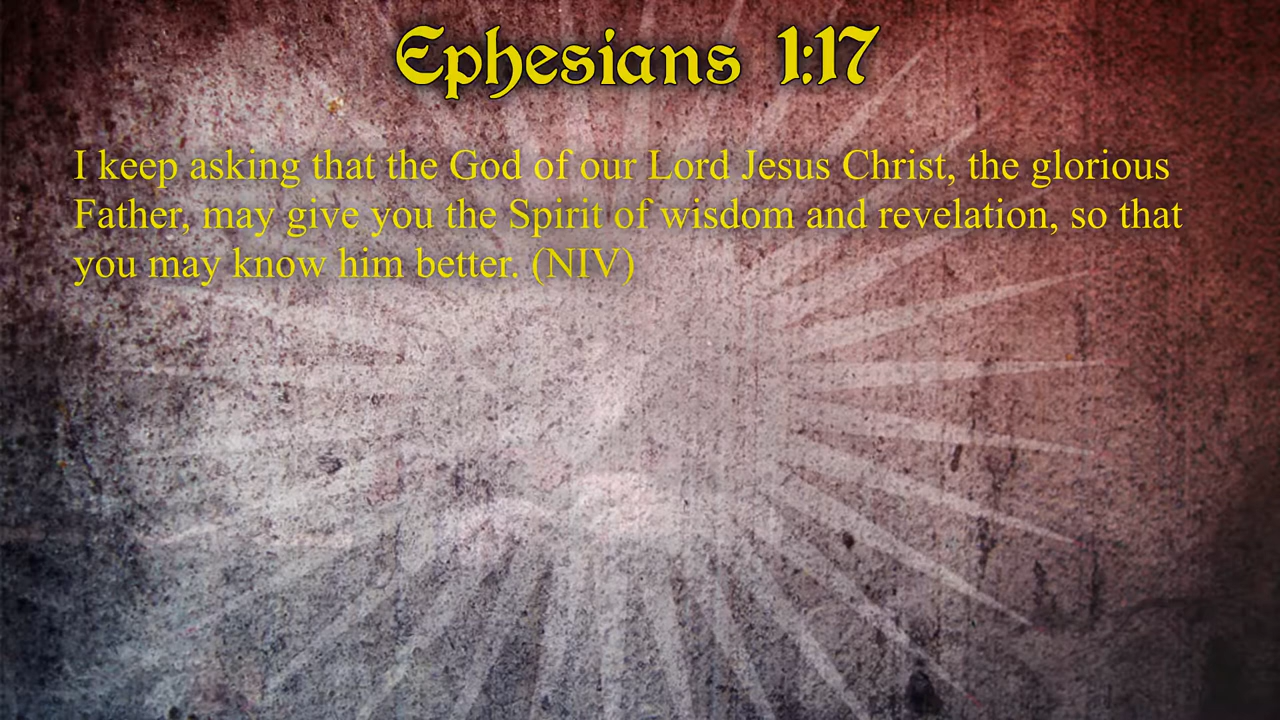 Ephesians 1:17
I keep asking that the God of our Lord Jesus Christ, the glorious
Father, may give you the Spirit of wisdom and revelation, so that
you may know him better. (NIV)